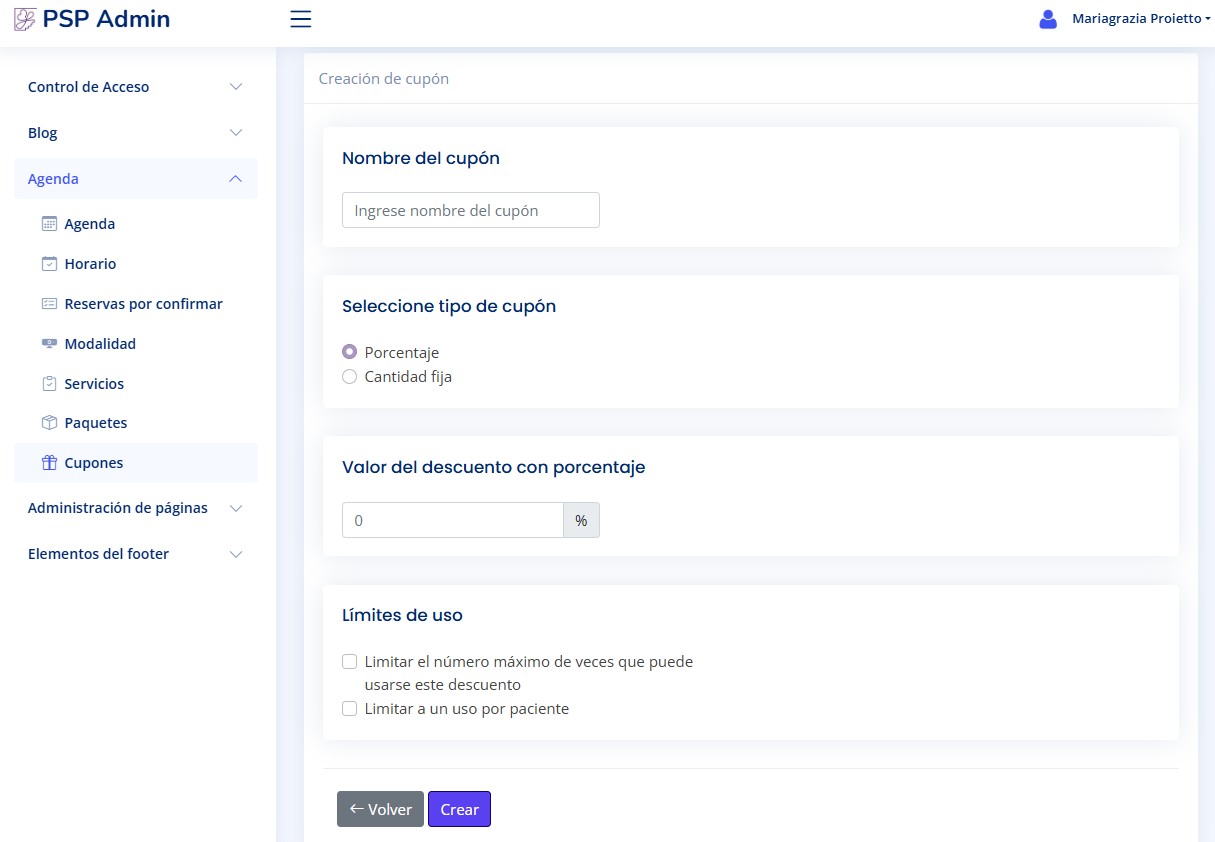 PSP Admin
Mariagrazia Proietto
Control de Acceso
Blog
Agenda
Agenda
Horario
Reservas por confirmar
Modalidad
Servicios
Paquetes
Cupones
Administración de páginas
Elementos del footer
Creación de cupón
Nombre del cupón
Ingrese nombre del cupón
Seleccione tipo de cupón
Porcentaje
Cantidad fija
Valor del descuento con porcentaje
0 %
Límites de uso
Limitar el número máximo de veces que puede
usarse este descuento
Limitar a un uso por paciente
← Volver Crear